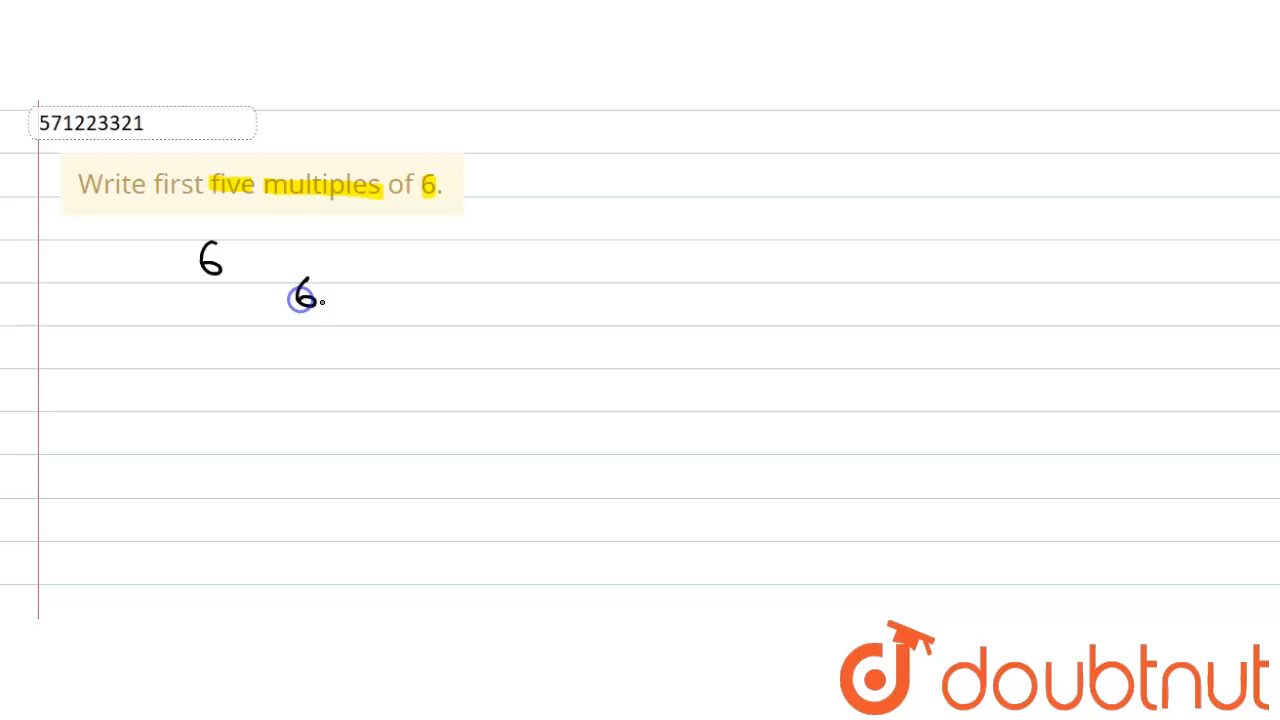 571223321
Write first five multiples of 6.
6
6.
doubtnut